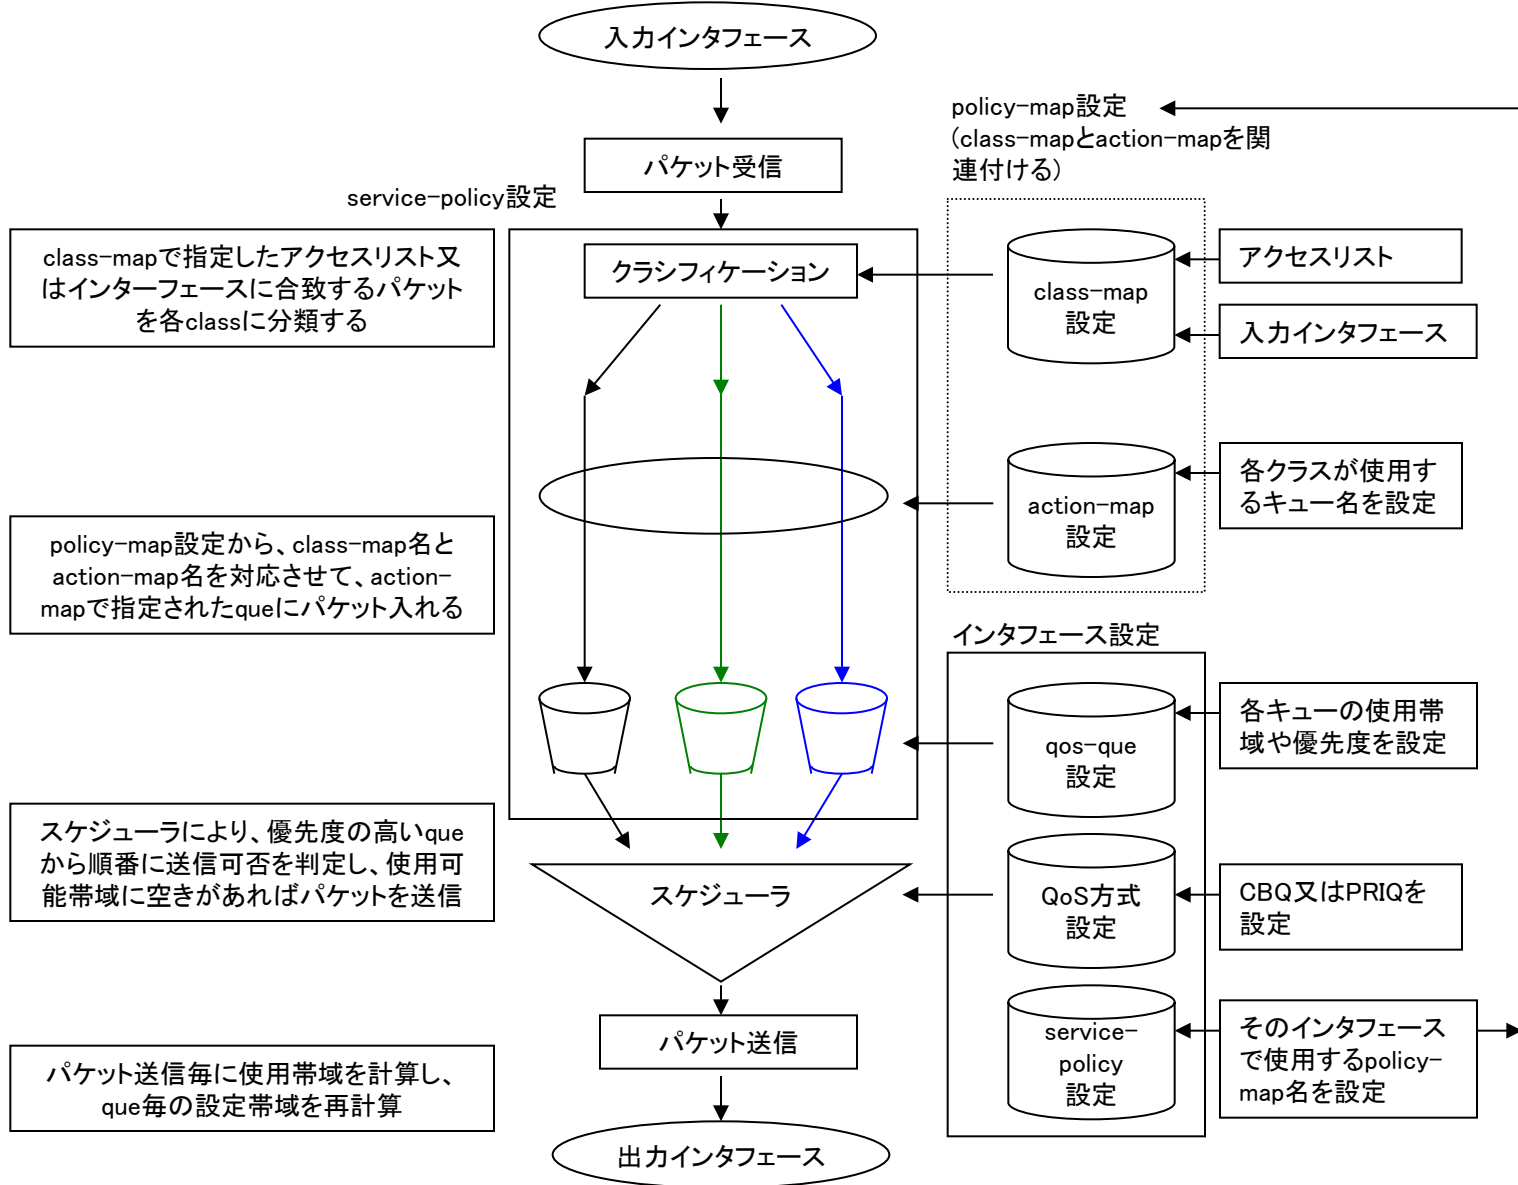 入力インタフェース
policy-map設定
(class-mapとaction-mapを関
連付ける)
パケット受信
service-policy設定
class-mapで指定したアクセスリスト又
はインターフェースに合致するパケット
を各classに分類する
クラシフィケーション
class-map
設定
アクセスリスト
入力インタフェース
action-map
設定
各クラスが使用す
るキュー名を設定
policy-map設定から、class-map名と
action-map名を対応させて、action-
mapで指定されたqueにパケット入れる
インタフェース設定
qos-que
設定
各キューの使用帯
域や優先度を設定
スケジューラにより、優先度の高いque
から順番に送信可否を判定し、使用可
能帯域に空きがあればパケットを送信
スケジューラ
QoS方式
設定
CBQ又はPRIQを
設定
パケット送信
service-
policy
設定
そのインタフェース
で使用するpolicy-
map名を設定
パケット送信毎に使用帯域を計算し、
que毎の設定帯域を再計算
出力インタフェース